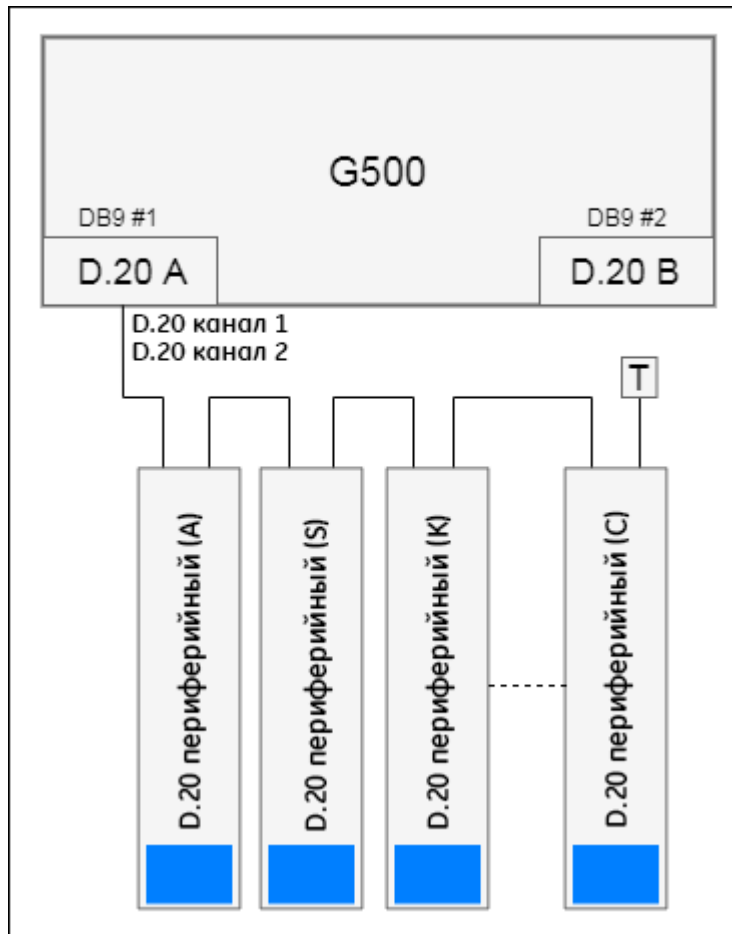 G500
DB9 #1
DB9 #2
D.20 A
D.20 B
D.20 канал 1
D.20 канал 2
T
D.20 периферийный (A)
D.20 периферийный (S)
D.20 периферийный (K)
D.20 периферийный (C)